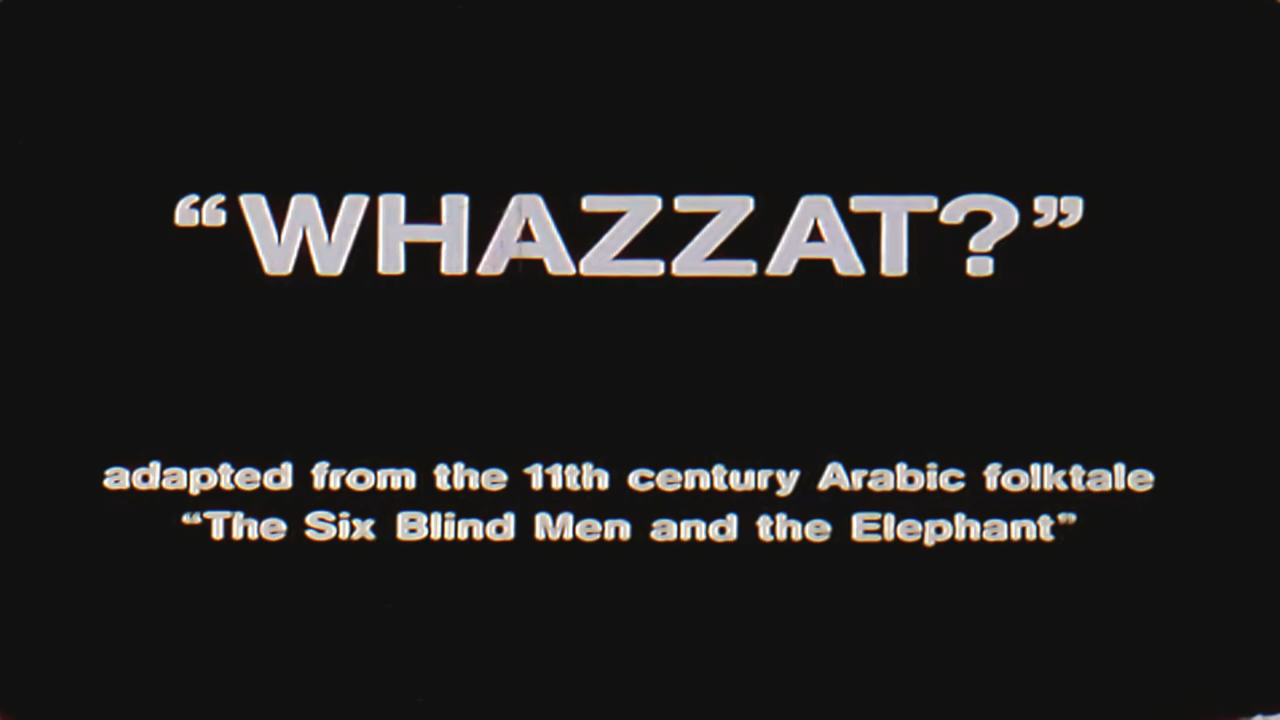 “WHAZZAT?”
adapted from the 11th century Arabic folktale
“The Six Blind Men and the Elephant”